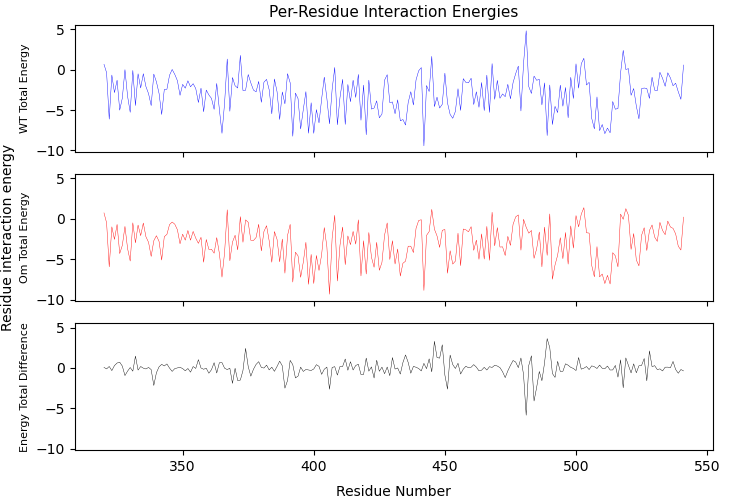 Per-Residue Interaction Energies
Residue interaction energy
WT Total Energy
5
0
−5
−10
Om Total Energy
5
0
−5
−10
Energy Total Difference
5
0
−5
−10
350 400 450 500 550
Residue Number